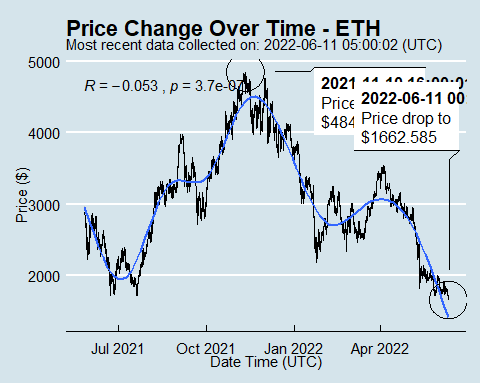 Price Change Over Time - ETH
Most recent data collected on: 2022-06-11 05:00:02 (UTC)
5000
4000
3000
2000
R = −0.053 , p = 3.7e-07
Price
$484
2022-06-11 00
Price drop to
$1662.585
Price ($)
Jul 2021
Oct 2021
Jan 2022
Apr 2022
Date Time (UTC)